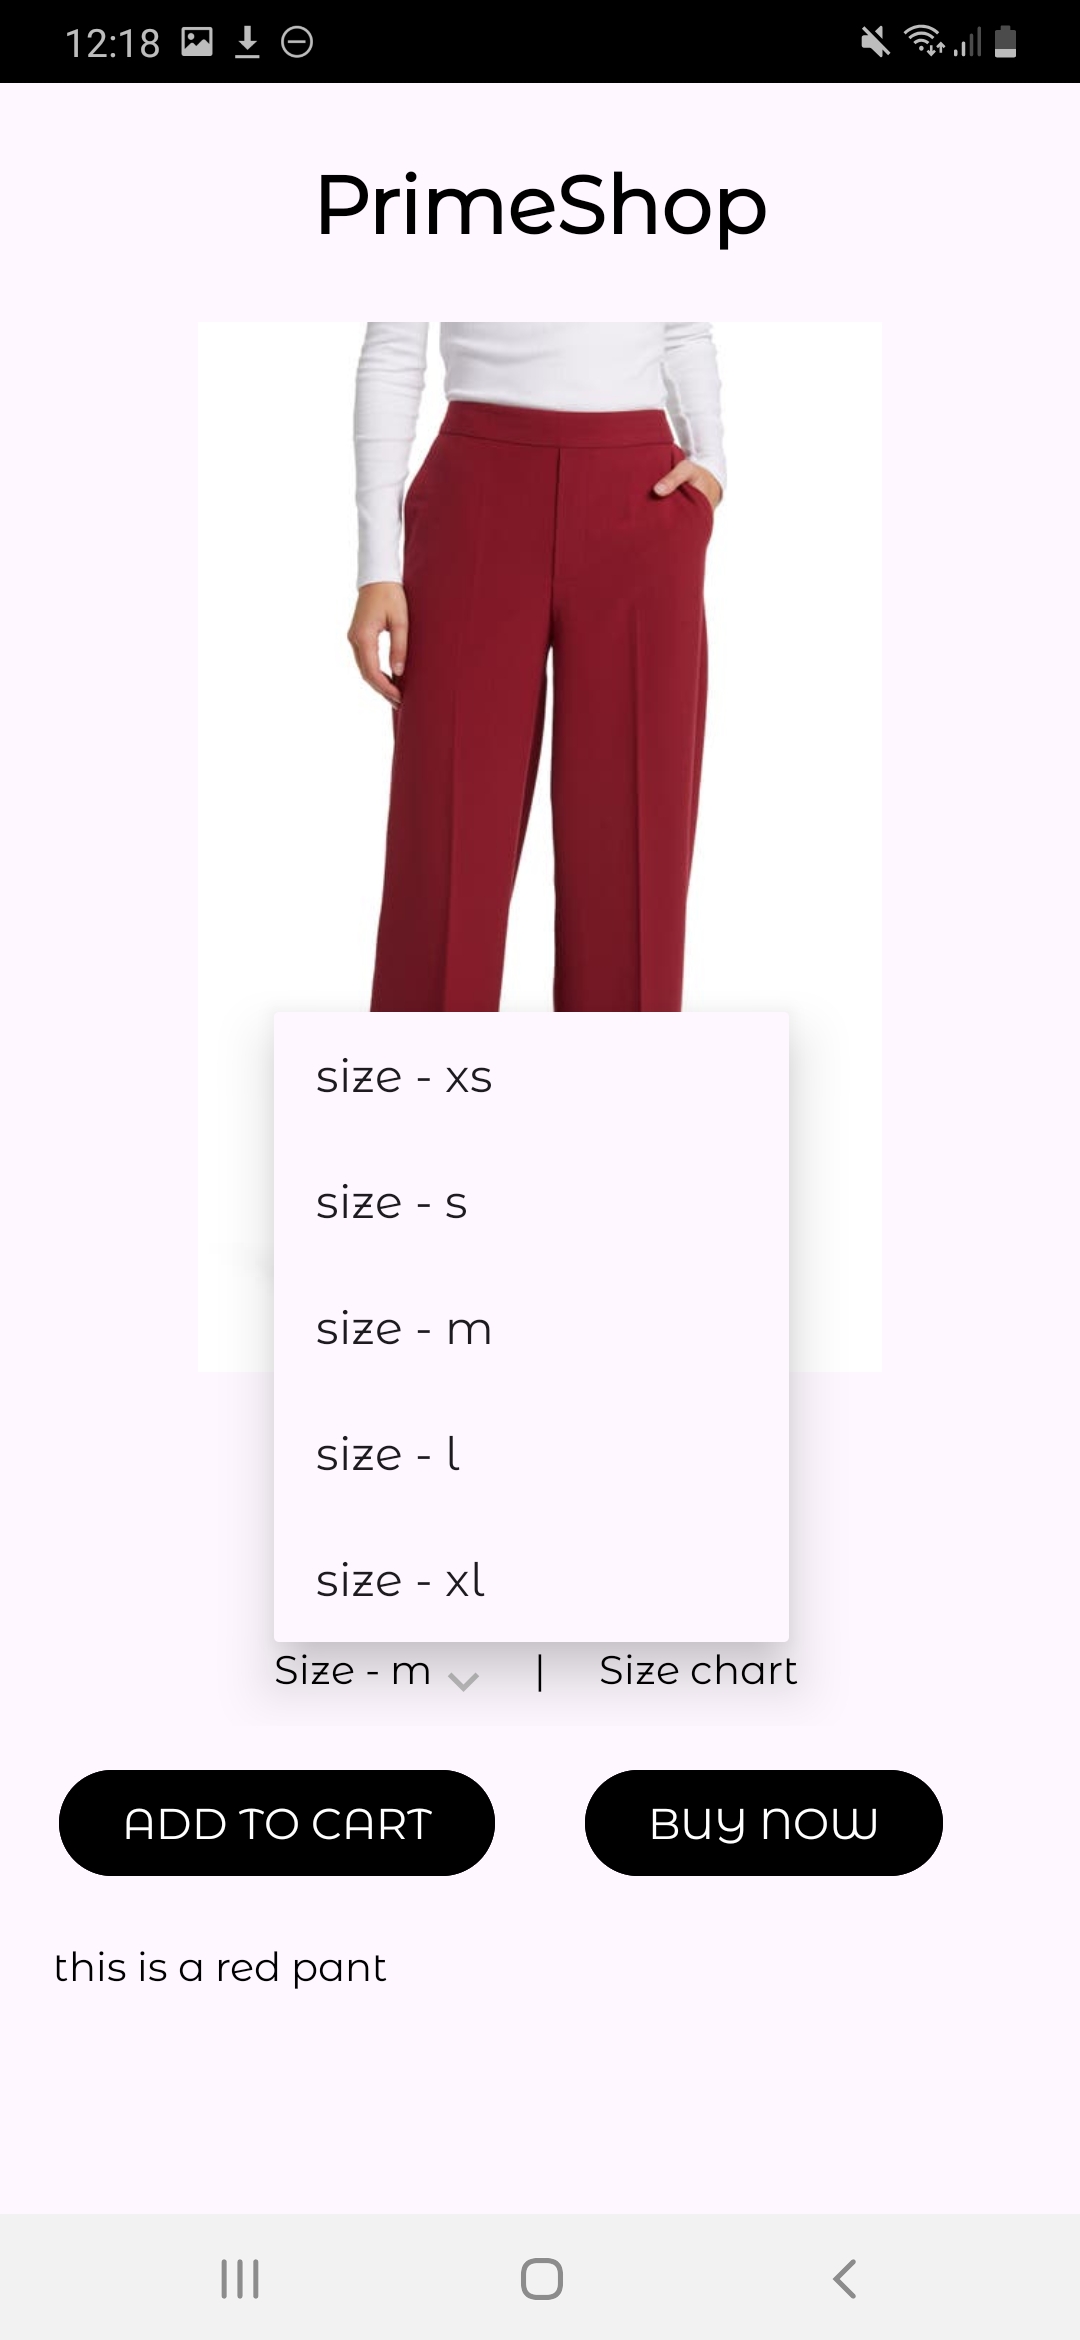 12:18
PrimeShop
size - xs
size - s
size - m
size - l
size - xl
Size - m | Size chart
ADD TO CART BUY NOW
this is a red pant